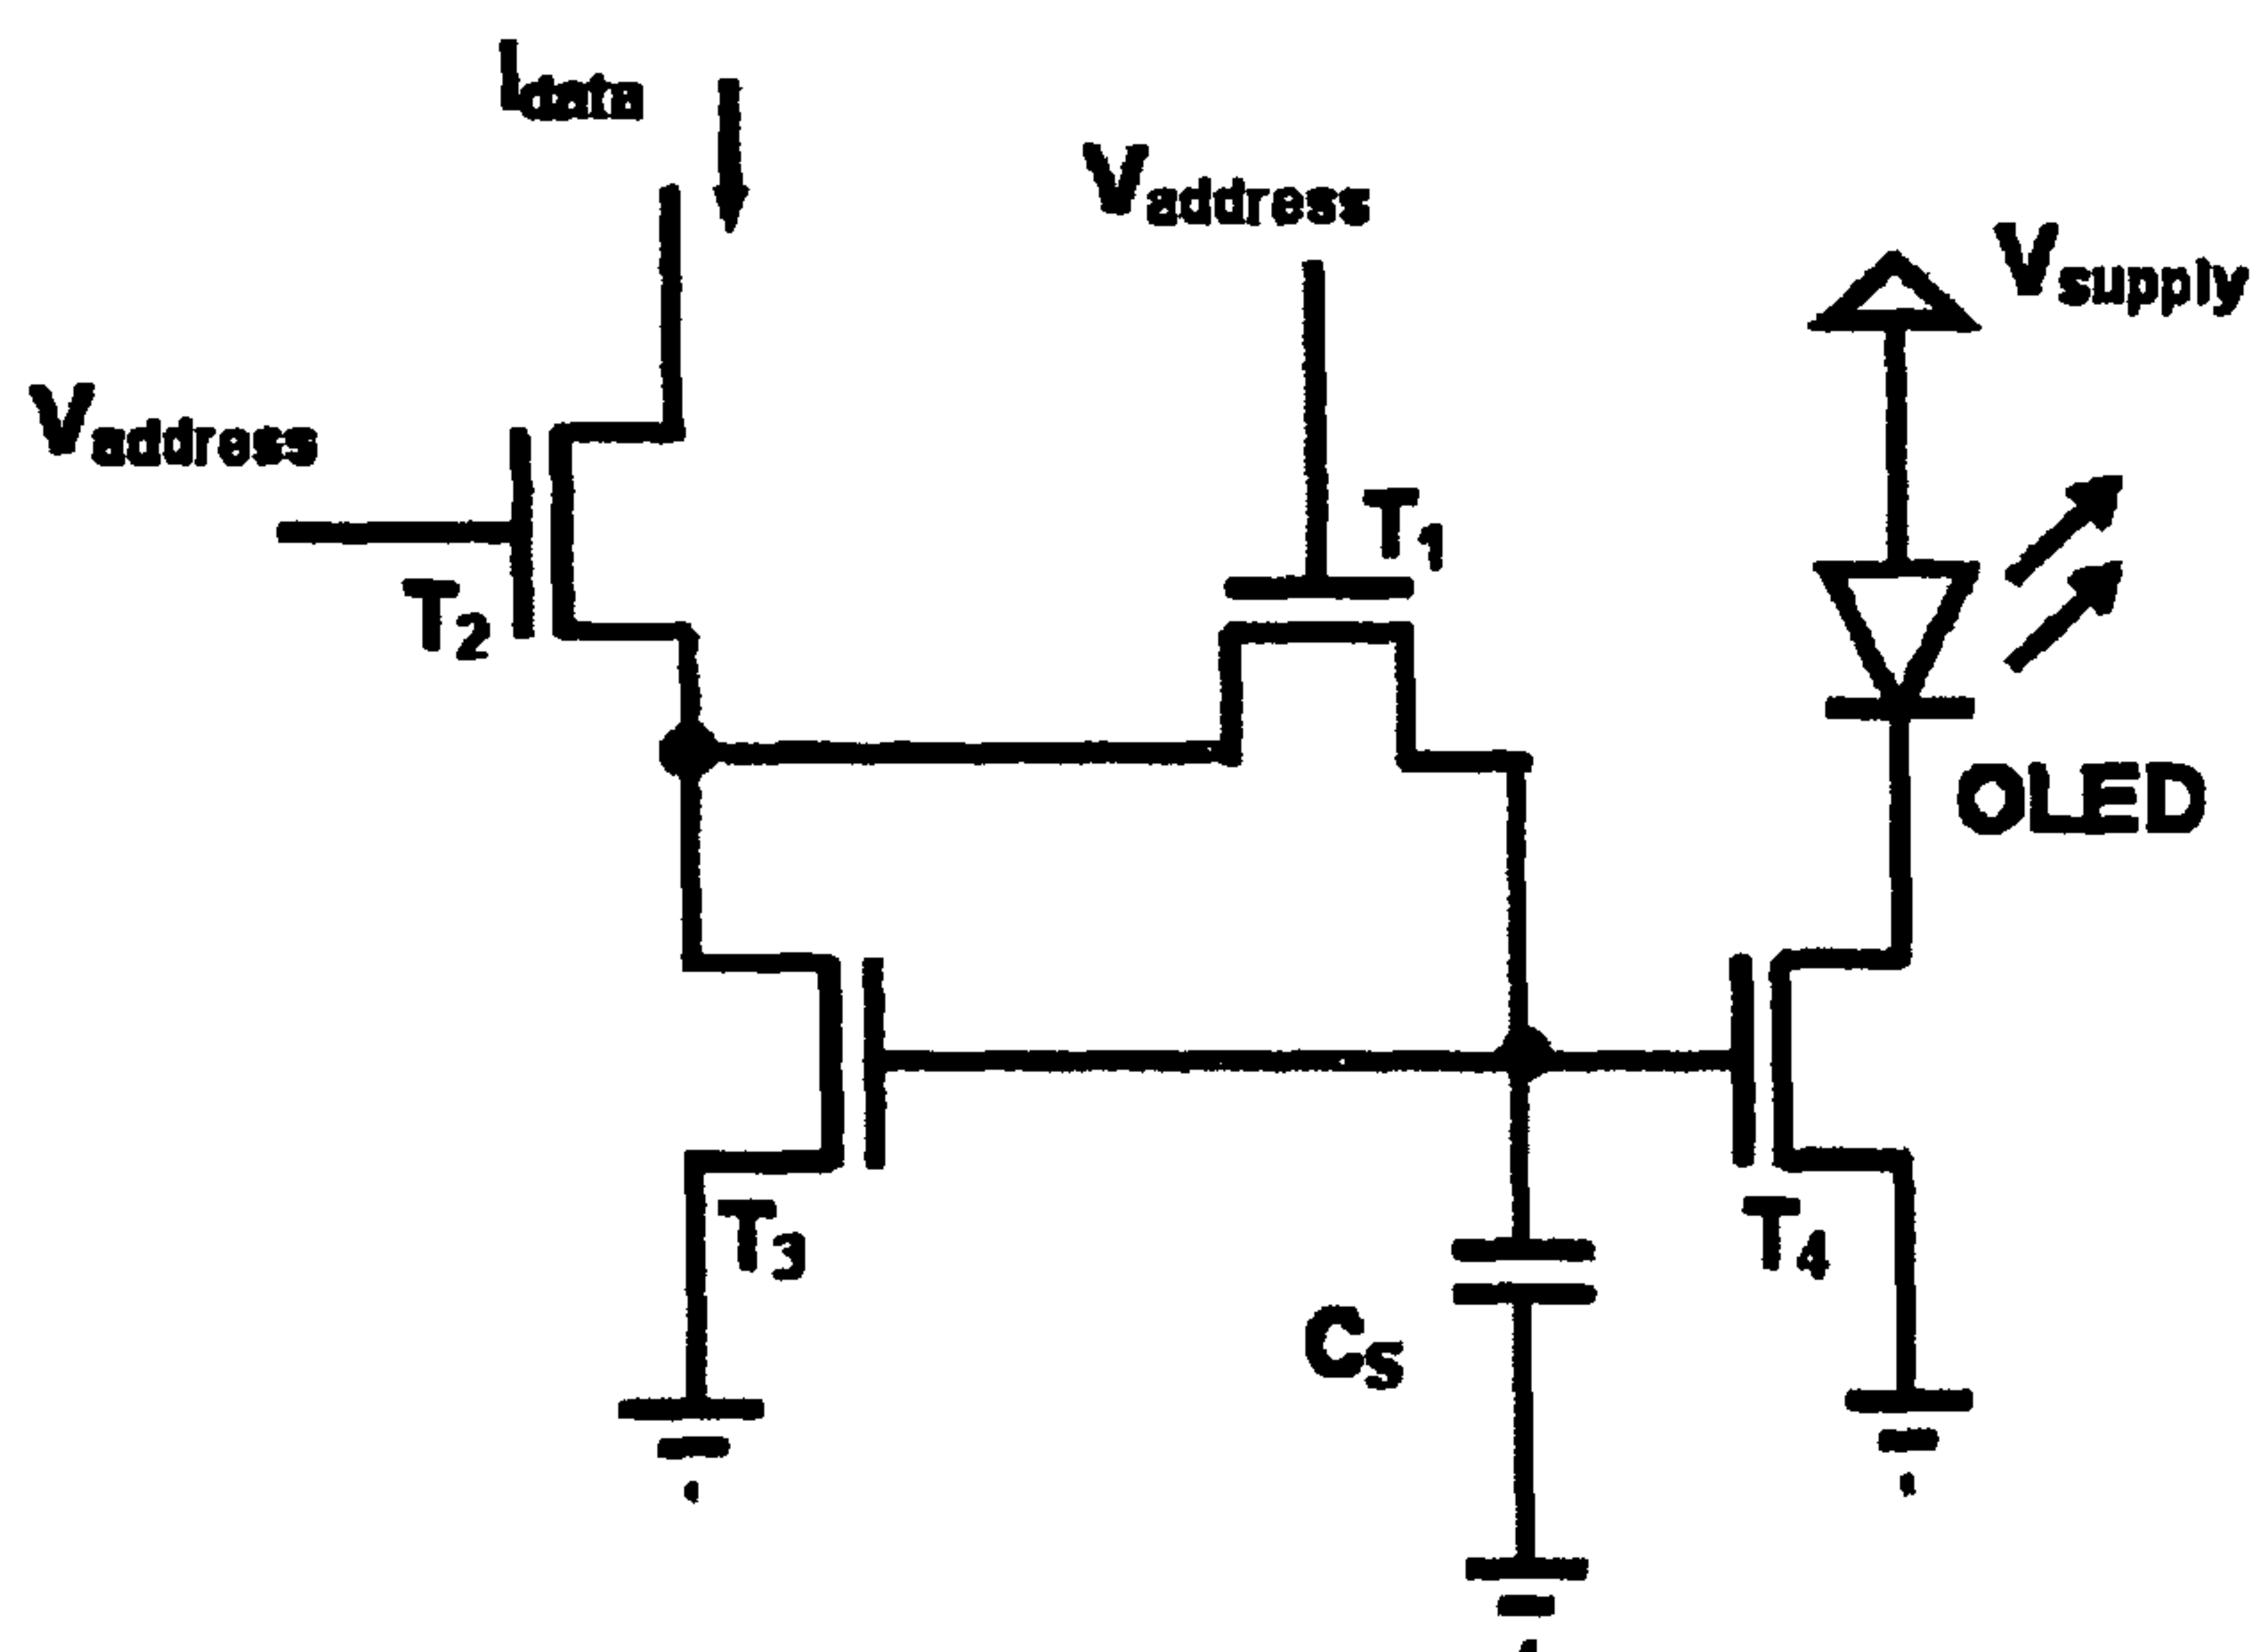 Idata
Vaddress
Vsupply
Vaddress
T1
T2
OLED
T3
T4
CS